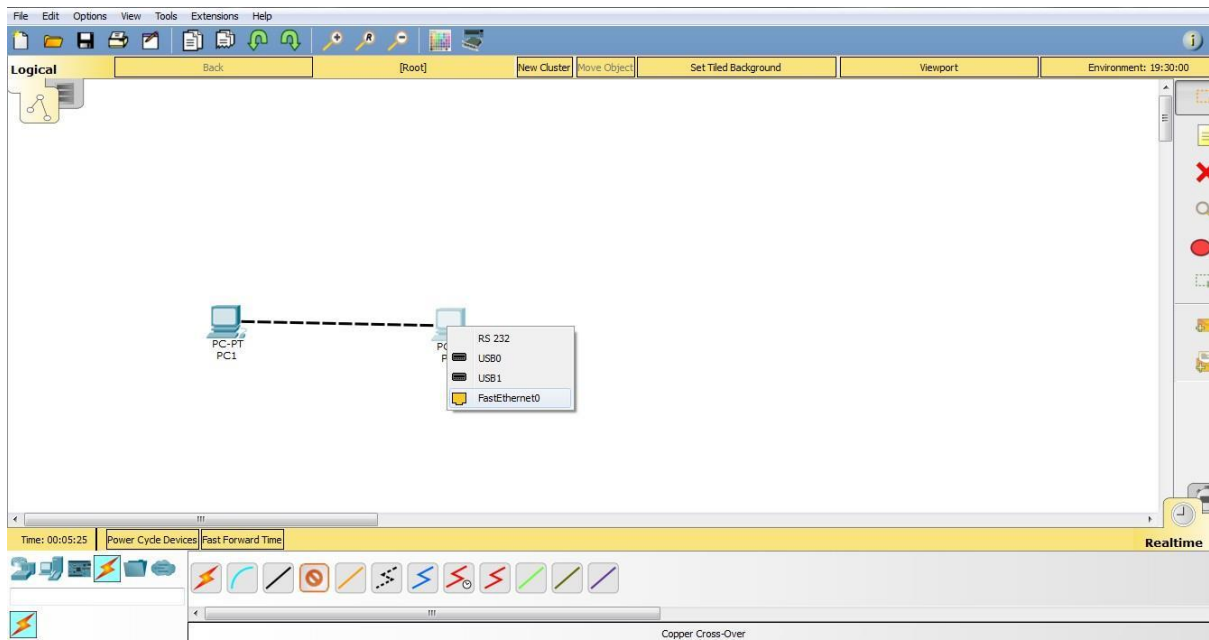 File Edit Options View Tools Extensions Help
Logical Back [Root] New Cluster Move Object Set Tiled Background Viewport Environment: 19:30:00
PC-PT
PC1
RS 232
USB0
USB1
FastEthernet0
Time: 00:05:25 Power Cycle Devices Fast Forward Time Realtime
Copper Cross-Over